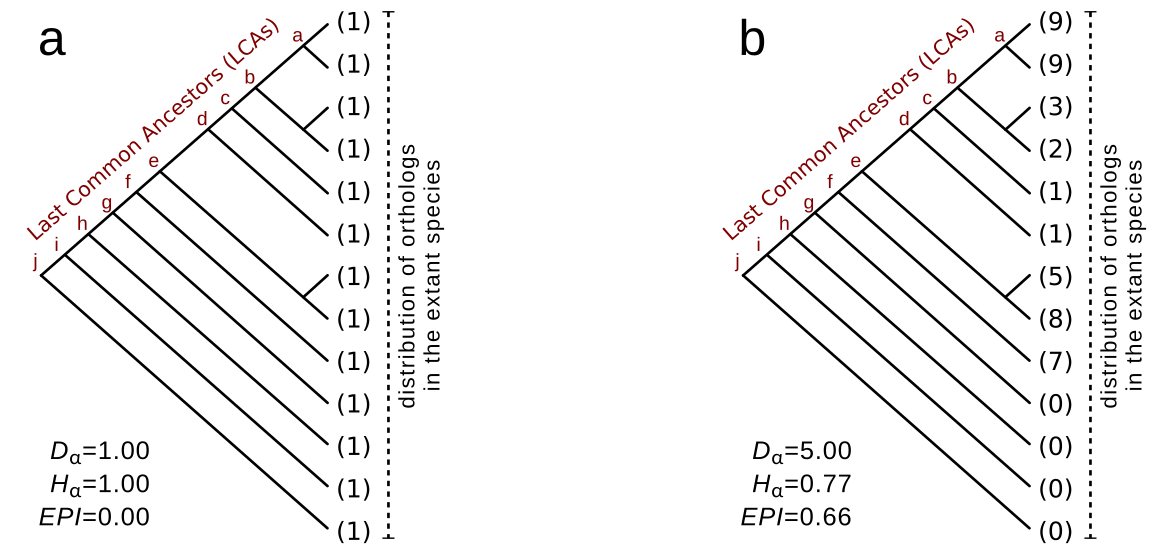 a
Last Common Ancestors (LCAs)
a
b
c
d
e
f
g
h
i
j
(1)
(1)
(1)
(1)
(1)
(1)
(1)
(1)
(1)
(1)
(1)
(1)
(1)
distribution of orthologs
in the extant species
Dα=1.00
Hα=1.00
EPI=0.00
b
Last Common Ancestors (LCAs)
a
b
c
d
e
f
g
h
i
j
(9)
(9)
(3)
(2)
(1)
(1)
(5)
(8)
(7)
(0)
(0)
(0)
(0)
distribution of orthologs
in the extant species
Dα=5.00
Hα=0.77
EPI=0.66